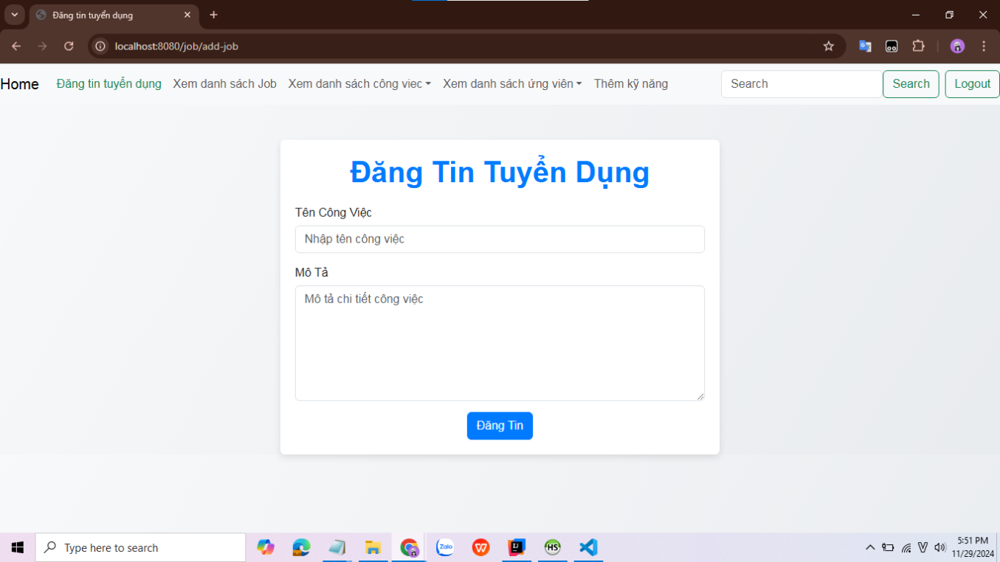 Đăng tin tuyển dụng
localhost:8080/job/add-job
Home Đăng tin tuyển dụng Xem danh sách Job Xem danh sách công viec Xem danh sách ứng viên Thêm kỹ năng Search Search Logout
Đăng Tin Tuyển Dụng
Tên Công Việc
Nhập tên công việc
Mô Tả
Mô tả chi tiết công việc
Đăng Tin
Type here to search
Zalo
HS
5:51 PM
11/29/2024